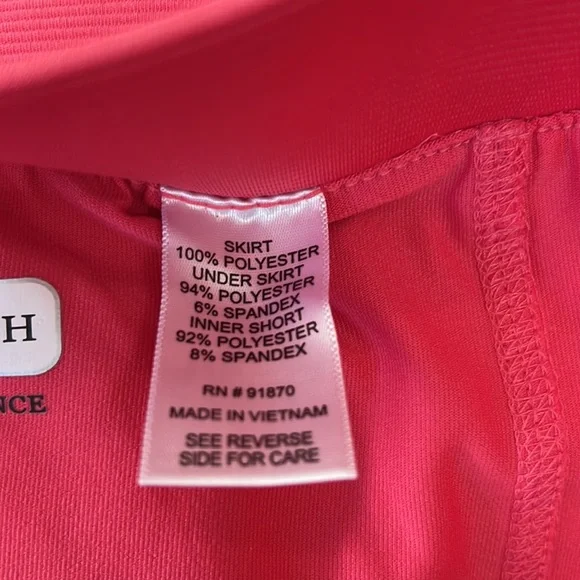 SKIRT
100% POLYESTER
UNDER SKIRT
94% POLYESTER
6% SPANDEX
INNER SHORT
92% POLYESTER
8% SPANDEX
RN # 91870
MADE IN VIETNAM
SEE REVERSE
SIDE FOR CARE
H